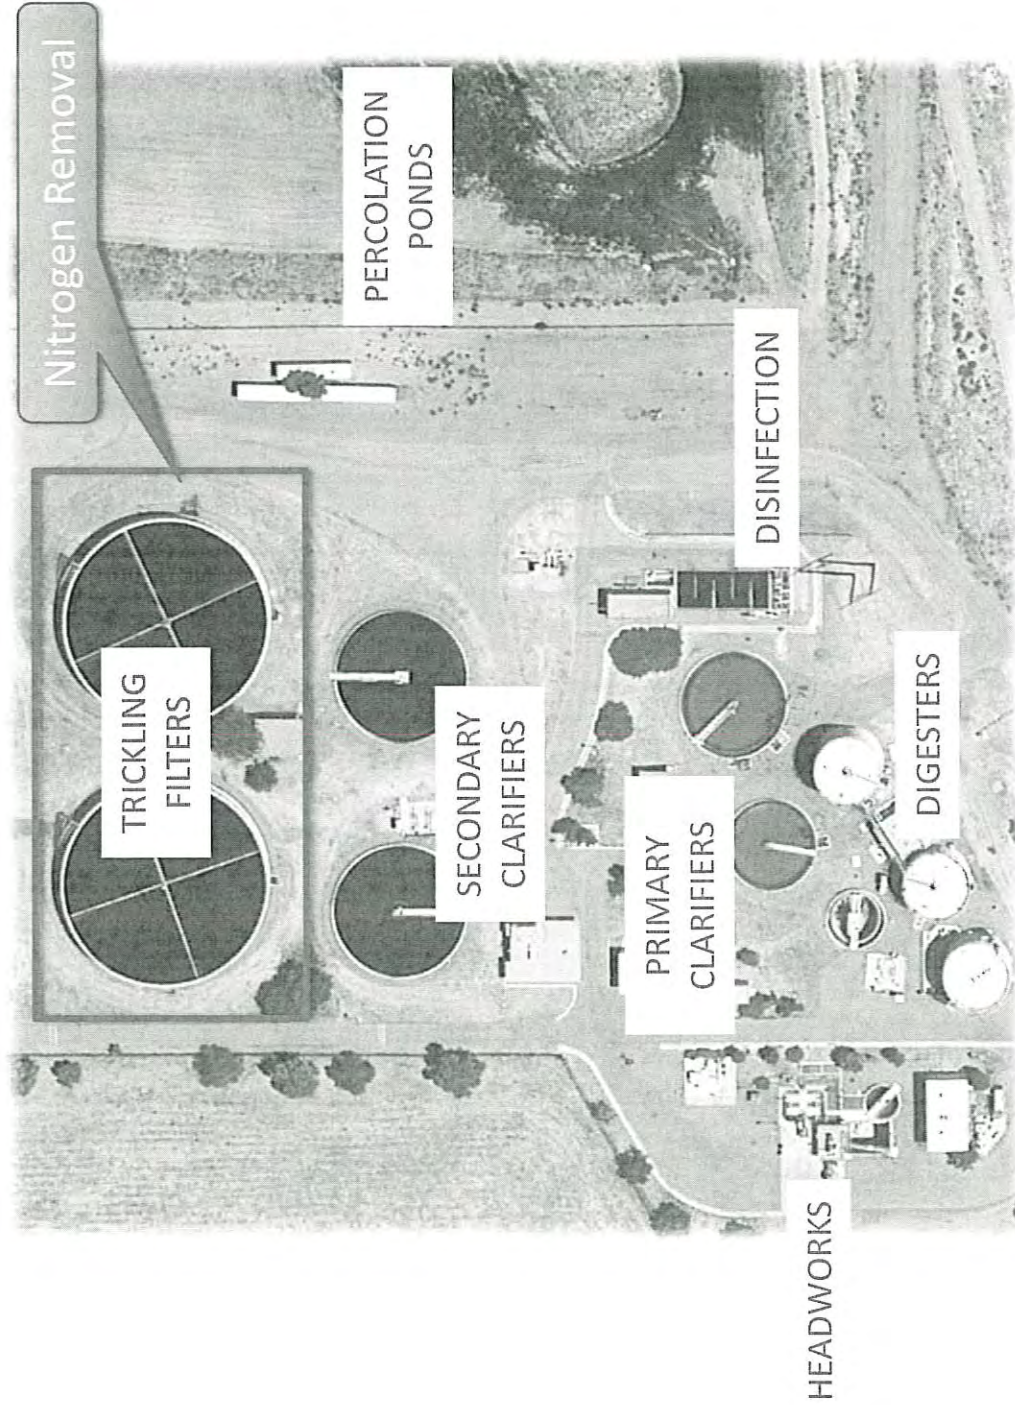 Nitrogen Removal
TRICKLING
FILTERS
PERCOLATION
PONDS
SECONDARY
CLARIFIERS
DISINFECTION
PRIMARY
CLARIFIERS
DIGESTERS
HEADWORKS